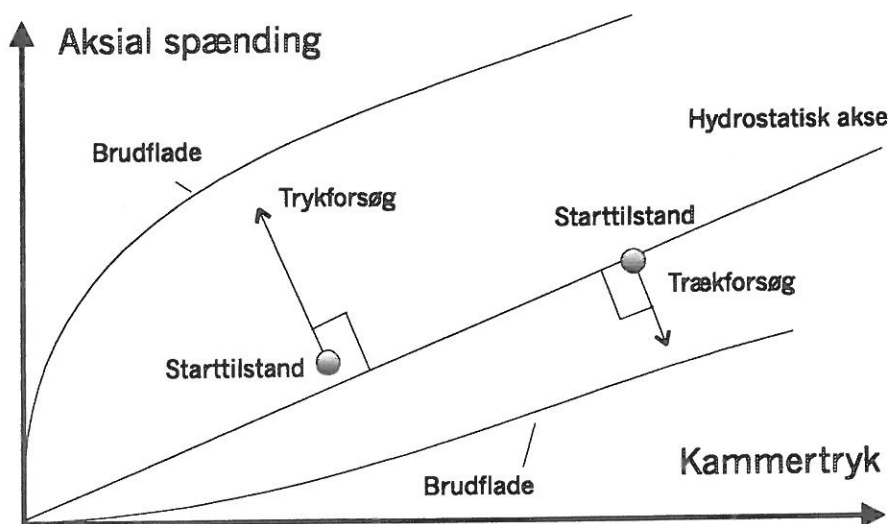 Aksial spænding
Hydrostatisk akse
Brudflade
Trykforsøg
Starttilstand
Trækforsøg
Starttilstand
Kammertryk
Brudflade